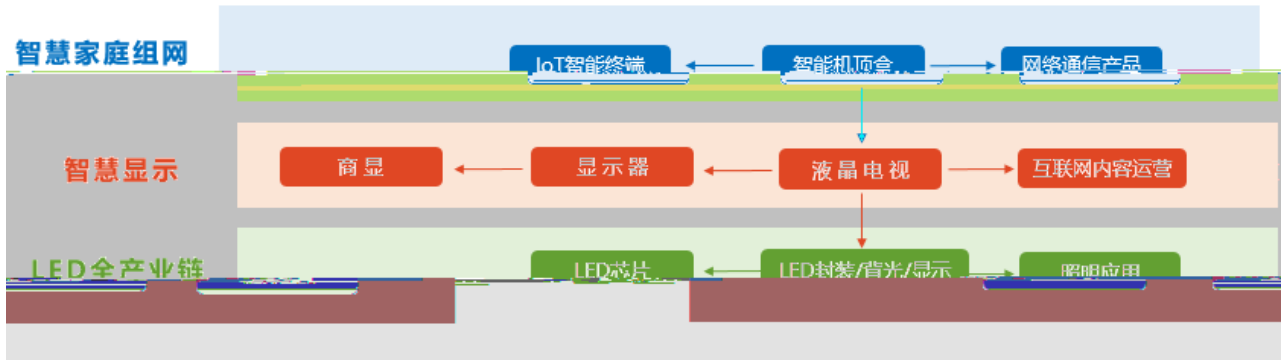 智慧家庭组网
IoT智能终端
智能机顶盒
网络通信产品
智慧显示
商显
显示器
液晶电视
互联网内容运营
LED全产业链
LED芯片
LED封装/背光/显示
照明应用